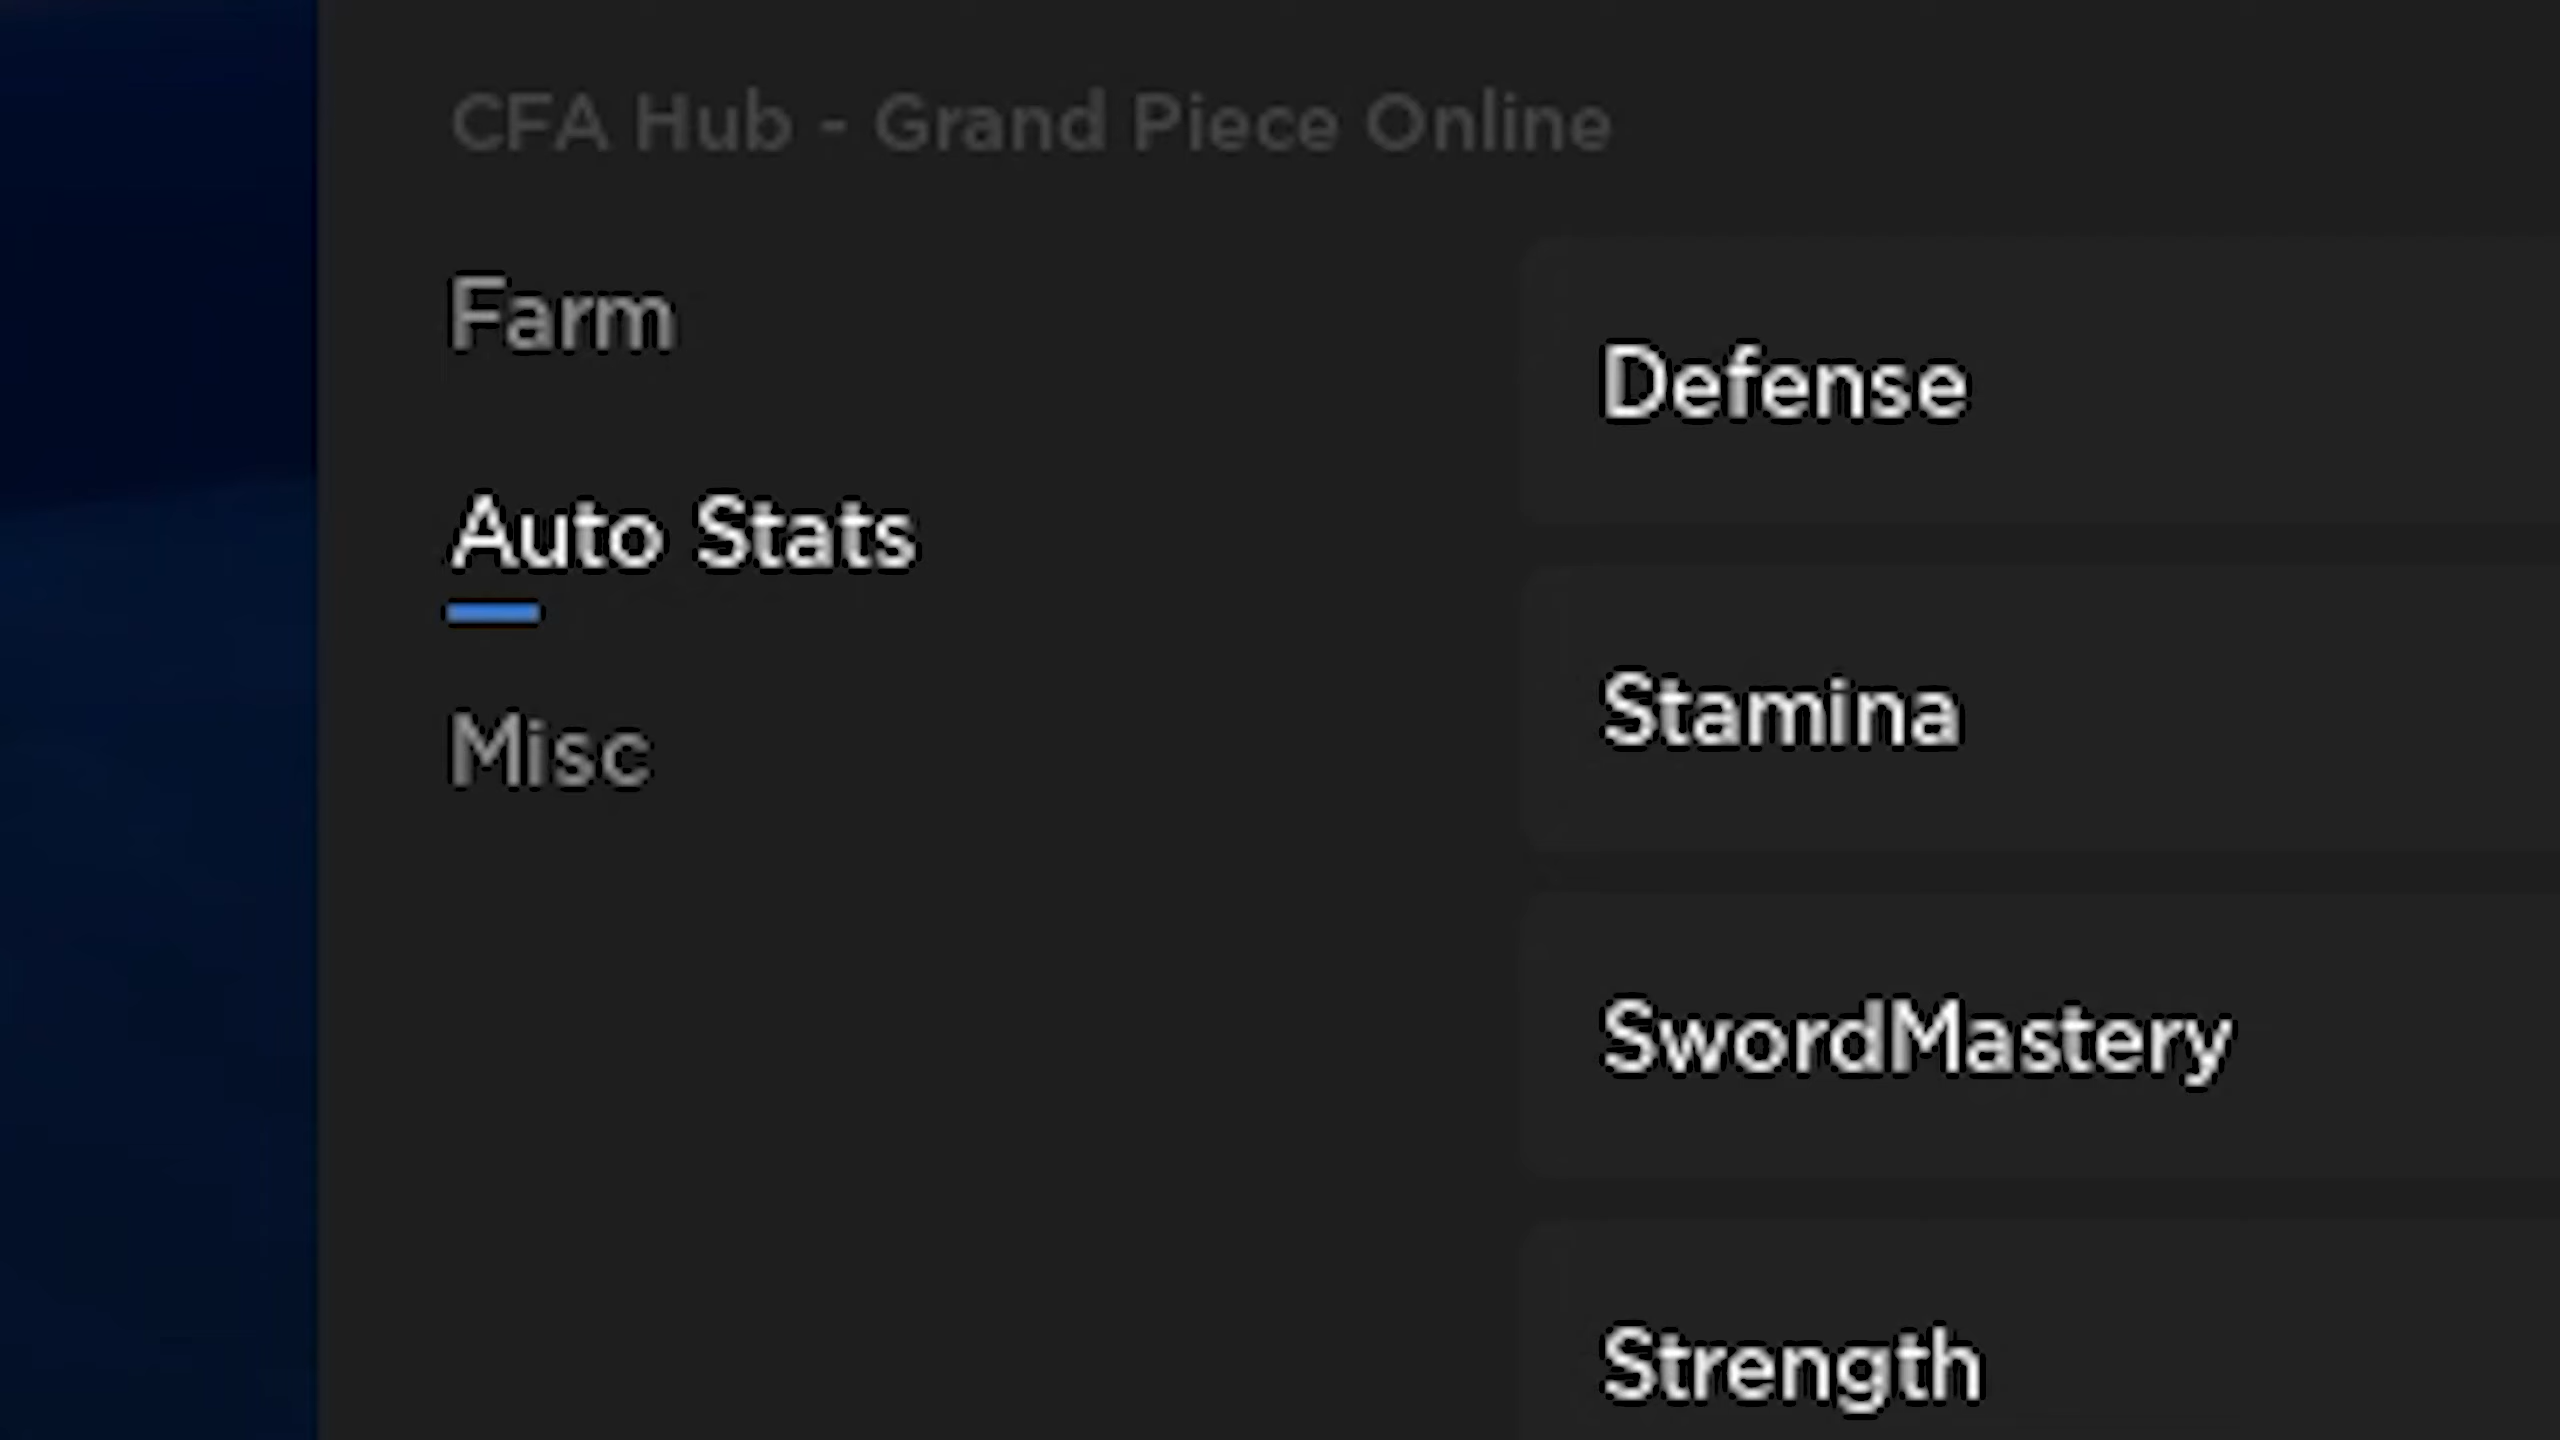 CFA Hub - Grand Piece Online
Farm
Auto Stats
Misc
Defense
Stamina
SwordMastery
Strength